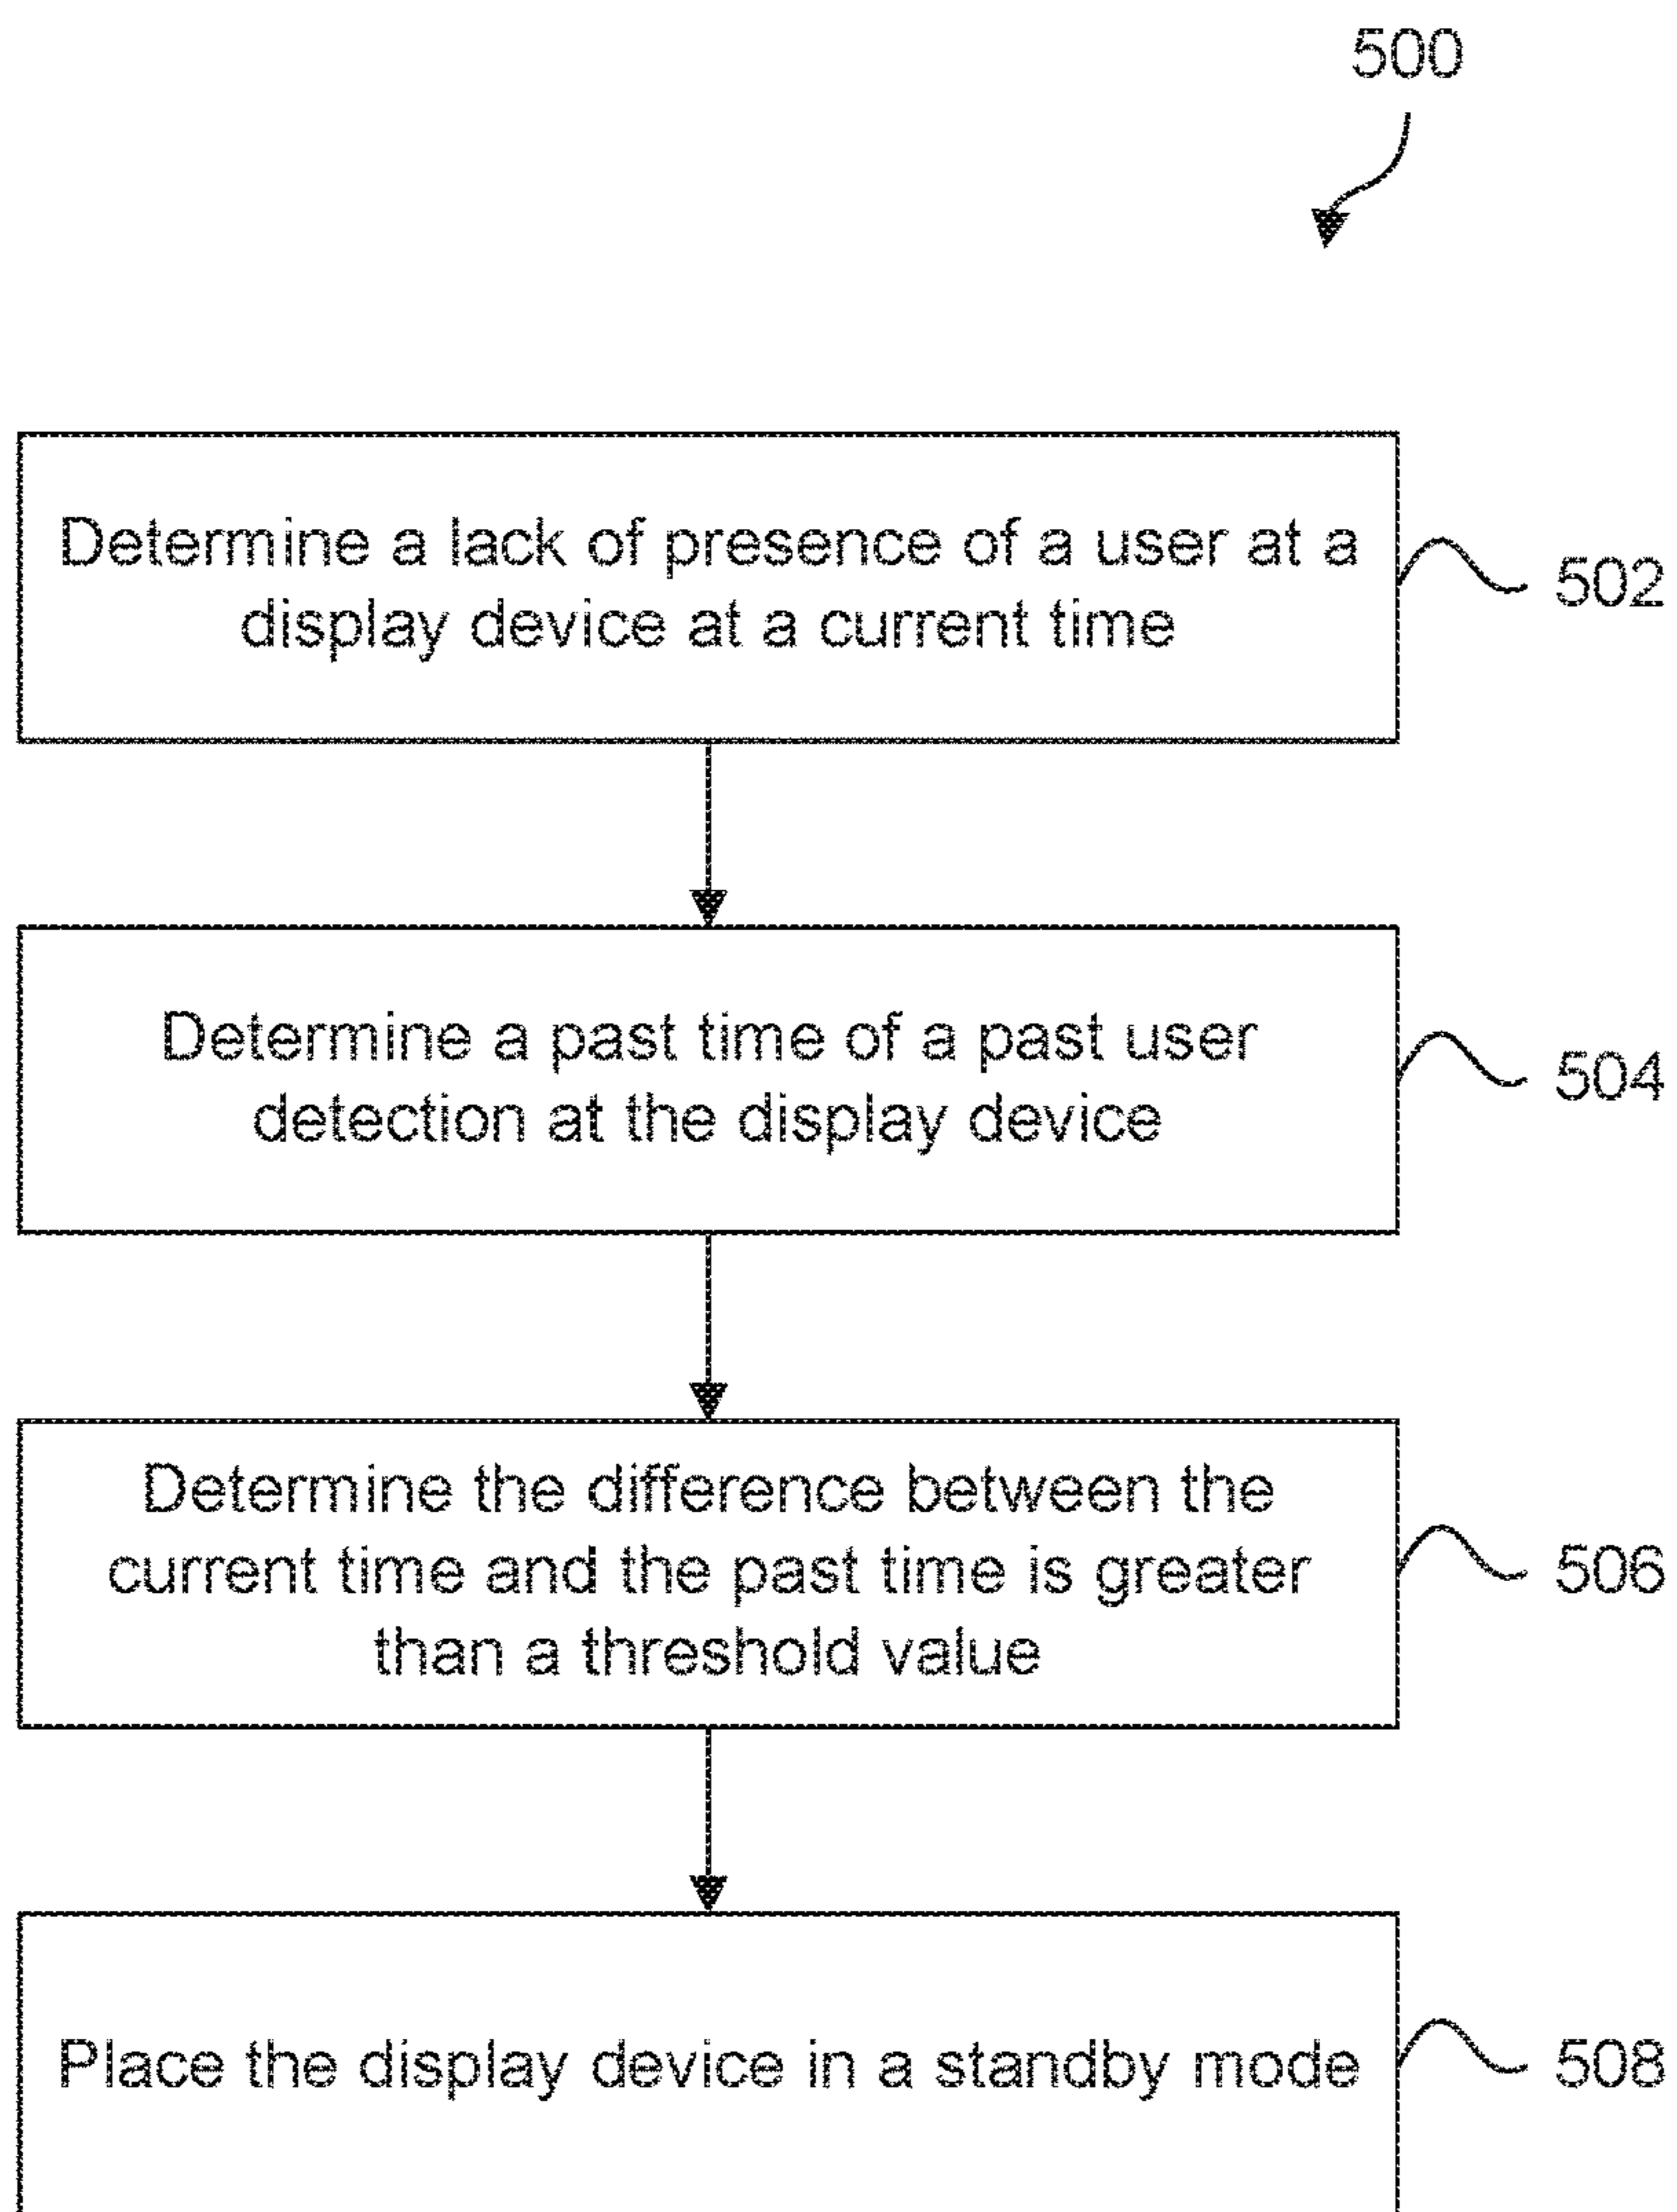 500
Determine a lack of presence of a user at a
display device at a current time
502
Determine a past time of a past user
detection at the display device
504
Determine the difference between the
current time and the past time is greater
than a threshold value
506
Place the display device in a standby mode
508